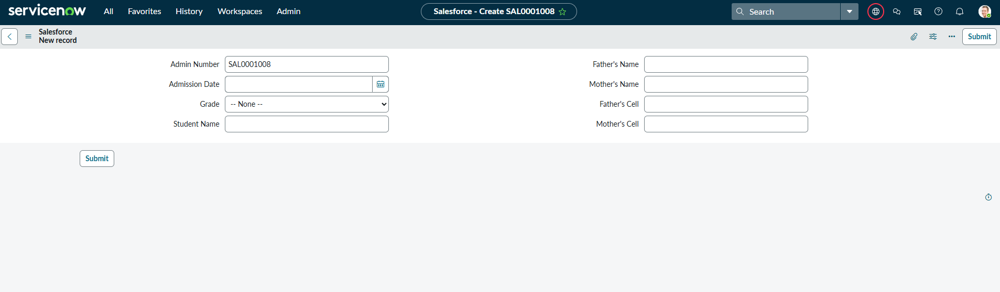 servicenow All Favorites History Workspaces Admin Salesforce - Create SAL0001008 Search
Salesforce
New record
Submit
Admin Number SAL0001008 Father's Name
Admission Date Mother's Name
Grade -- None -- Father's Cell
Student Name Mother's Cell
Submit